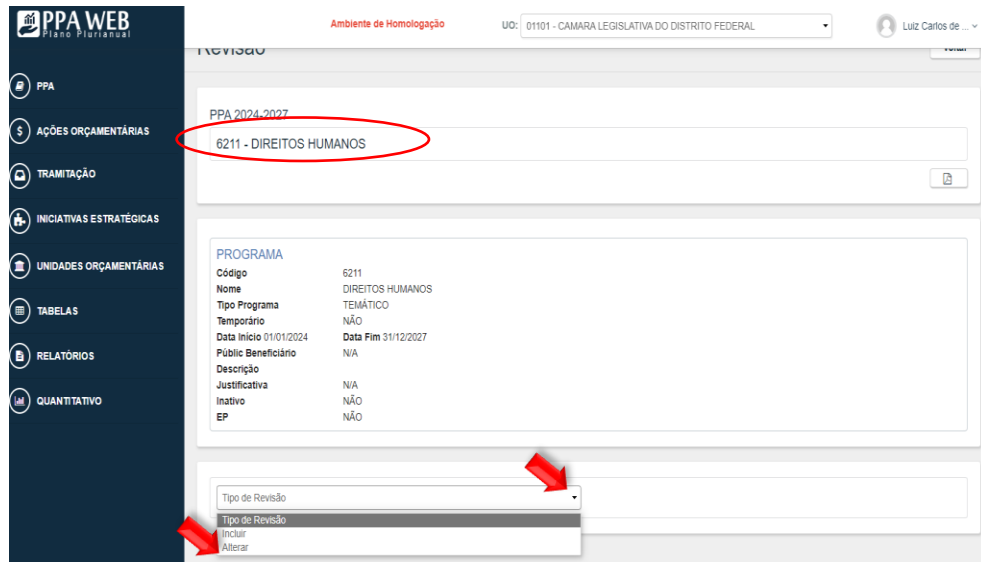 PPA WEB
Plano Plurianual
Ambiente de Homologação
UO: 01101 - CAMARA LEGISLATIVA DO DISTRITO FEDERAL
Luiz Carlos de ...
Revisão
Voltar
PPA
AÇÕES ORÇAMENTÁRIAS
TRAMITAÇÃO
INICIATIVAS ESTRATÉGICAS
UNIDADES ORÇAMENTÁRIAS
TABELAS
RELATÓRIOS
QUANTITATIVO
PPA 2024-2027
6211 - DIREITOS HUMANOS
PROGRAMA
Código 6211
Nome DIREITOS HUMANOS
Tipo Programa TEMÁTICO
Temporário NÃO
Data Início 01/01/2024 Data Fim 31/12/2027
Públic Beneficiário N/A
Descrição
Justificativa N/A
Inativo NÃO
EP NÃO
Tipo de Revisão
Tipo de Revisão
Incluir
Alterar